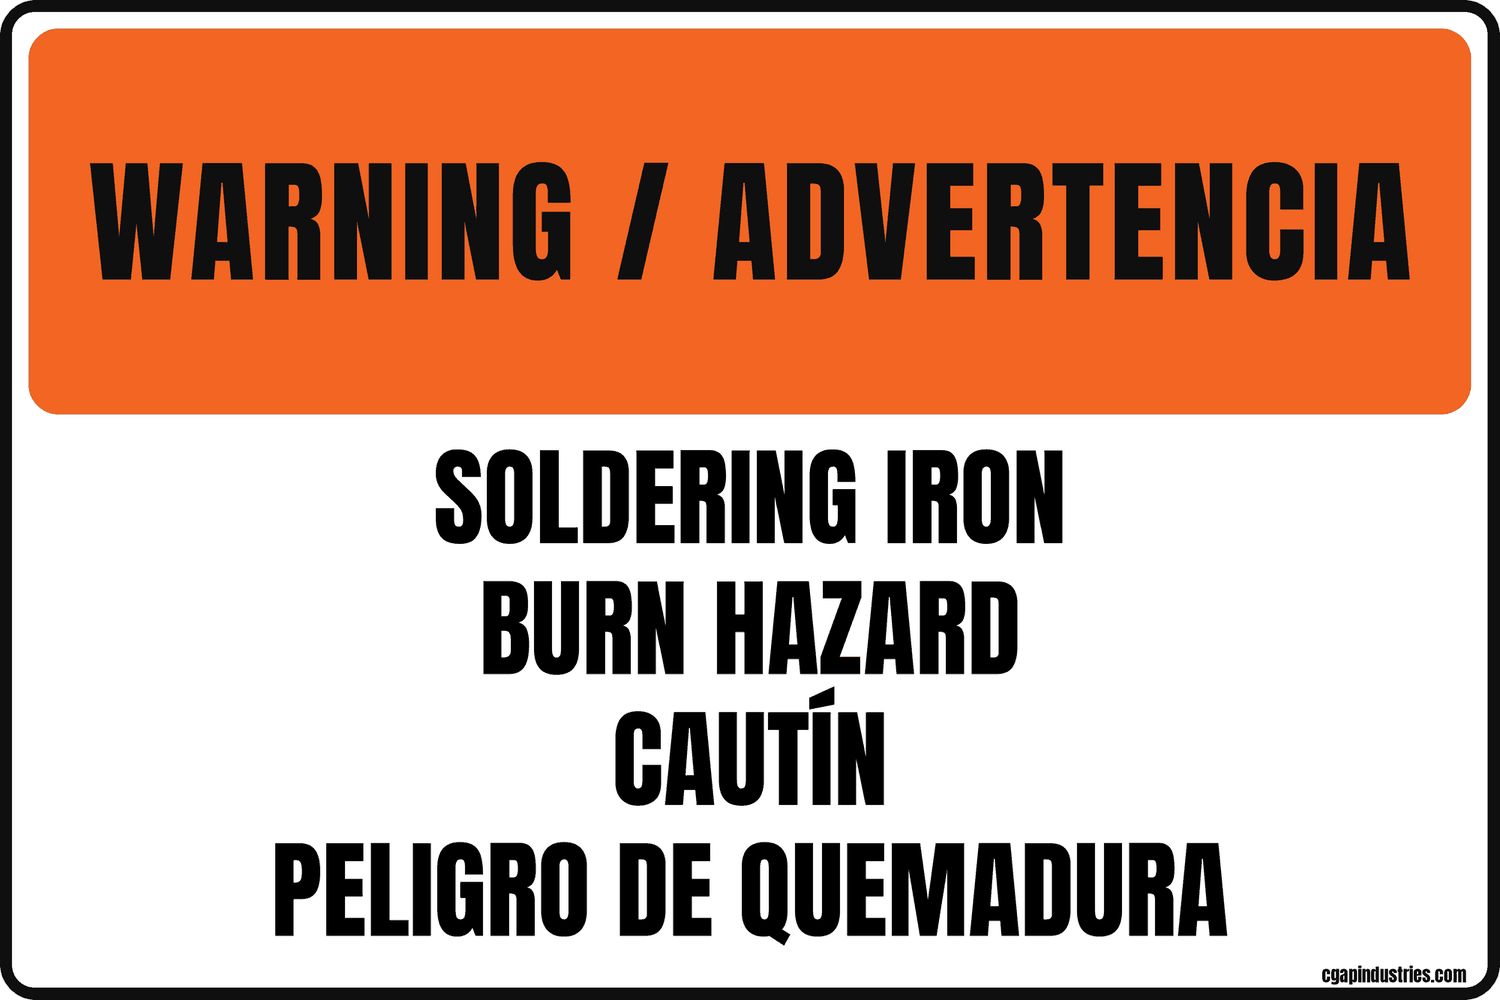 WARNING / ADVERTENCIA
SOLDERING IRON
BURN HAZARD
CAUTÍN
PELIGRO DE QUEMADURA
cgapindustries.com